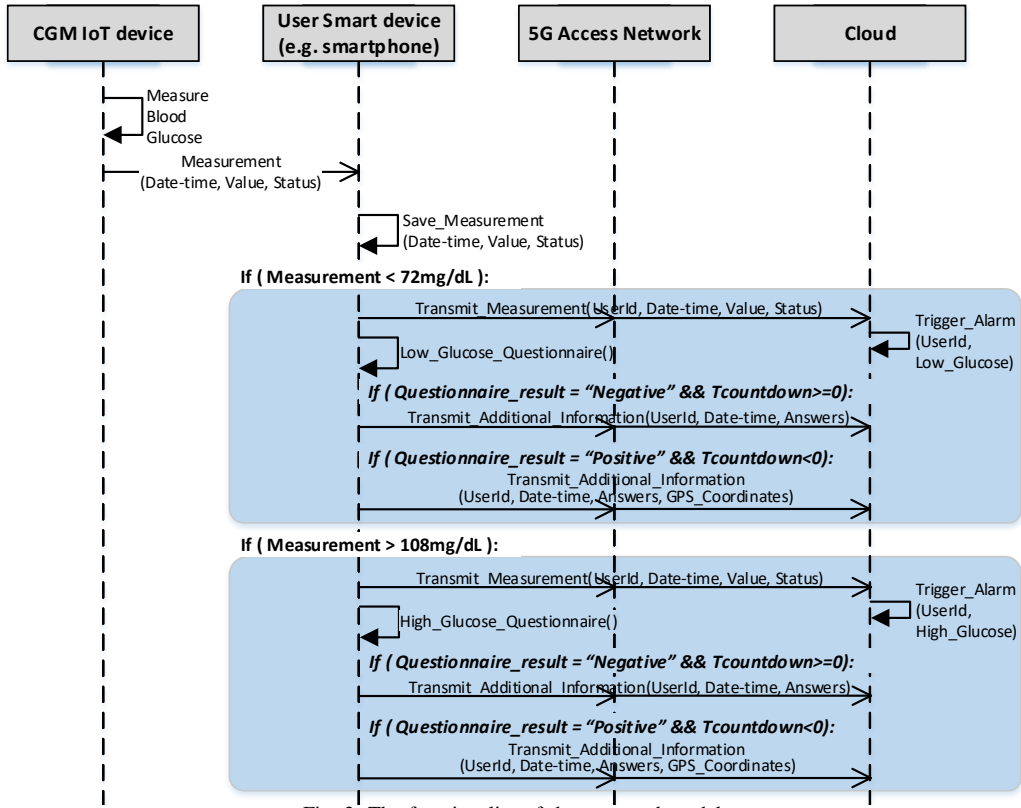 CGM IoT device
User Smart device
(e.g. smartphone)
5G Access Network
Cloud
Measure
Blood
Glucose
Measurement
(Date-time, Value, Status)
Save_Measurement
(Date-time, Value, Status)
If ( Measurement < 72mg/dL ):
Transmit_Measurement(UserId, Date-time, Value, Status)
Trigger_Alarm
(UserId,
Low_Glucose)
Low_Glucose_Questionnaire()
If ( Questionnaire_result = “Negative” && Tcountdown>=0):
Transmit_Additional_Information(UserId, Date-time, Answers)
If ( Questionnaire_result = “Positive” && Tcountdown<0):
Transmit_Additional_Information
(UserId, Date-time, Answers, GPS_Coordinates)
If ( Measurement > 108mg/dL ):
Transmit_Measurement(UserId, Date-time, Value, Status)
Trigger_Alarm
(UserId,
High_Glucose)
High_Glucose_Questionnaire()
If ( Questionnaire_result = “Negative” && Tcountdown>=0):
Transmit_Additional_Information(UserId, Date-time, Answers)
If ( Questionnaire_result = “Positive” && Tcountdown<0):
Transmit_Additional_Information
(UserId, Date-time, Answers, GPS_Coordinates)